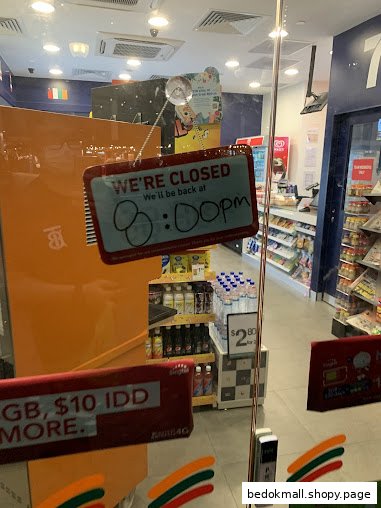 WE'RE CLOSED
We'll be back at
8:00pm
7
$2.80
GB, $10 IDD
MORE.
bedokmall.shopy.page